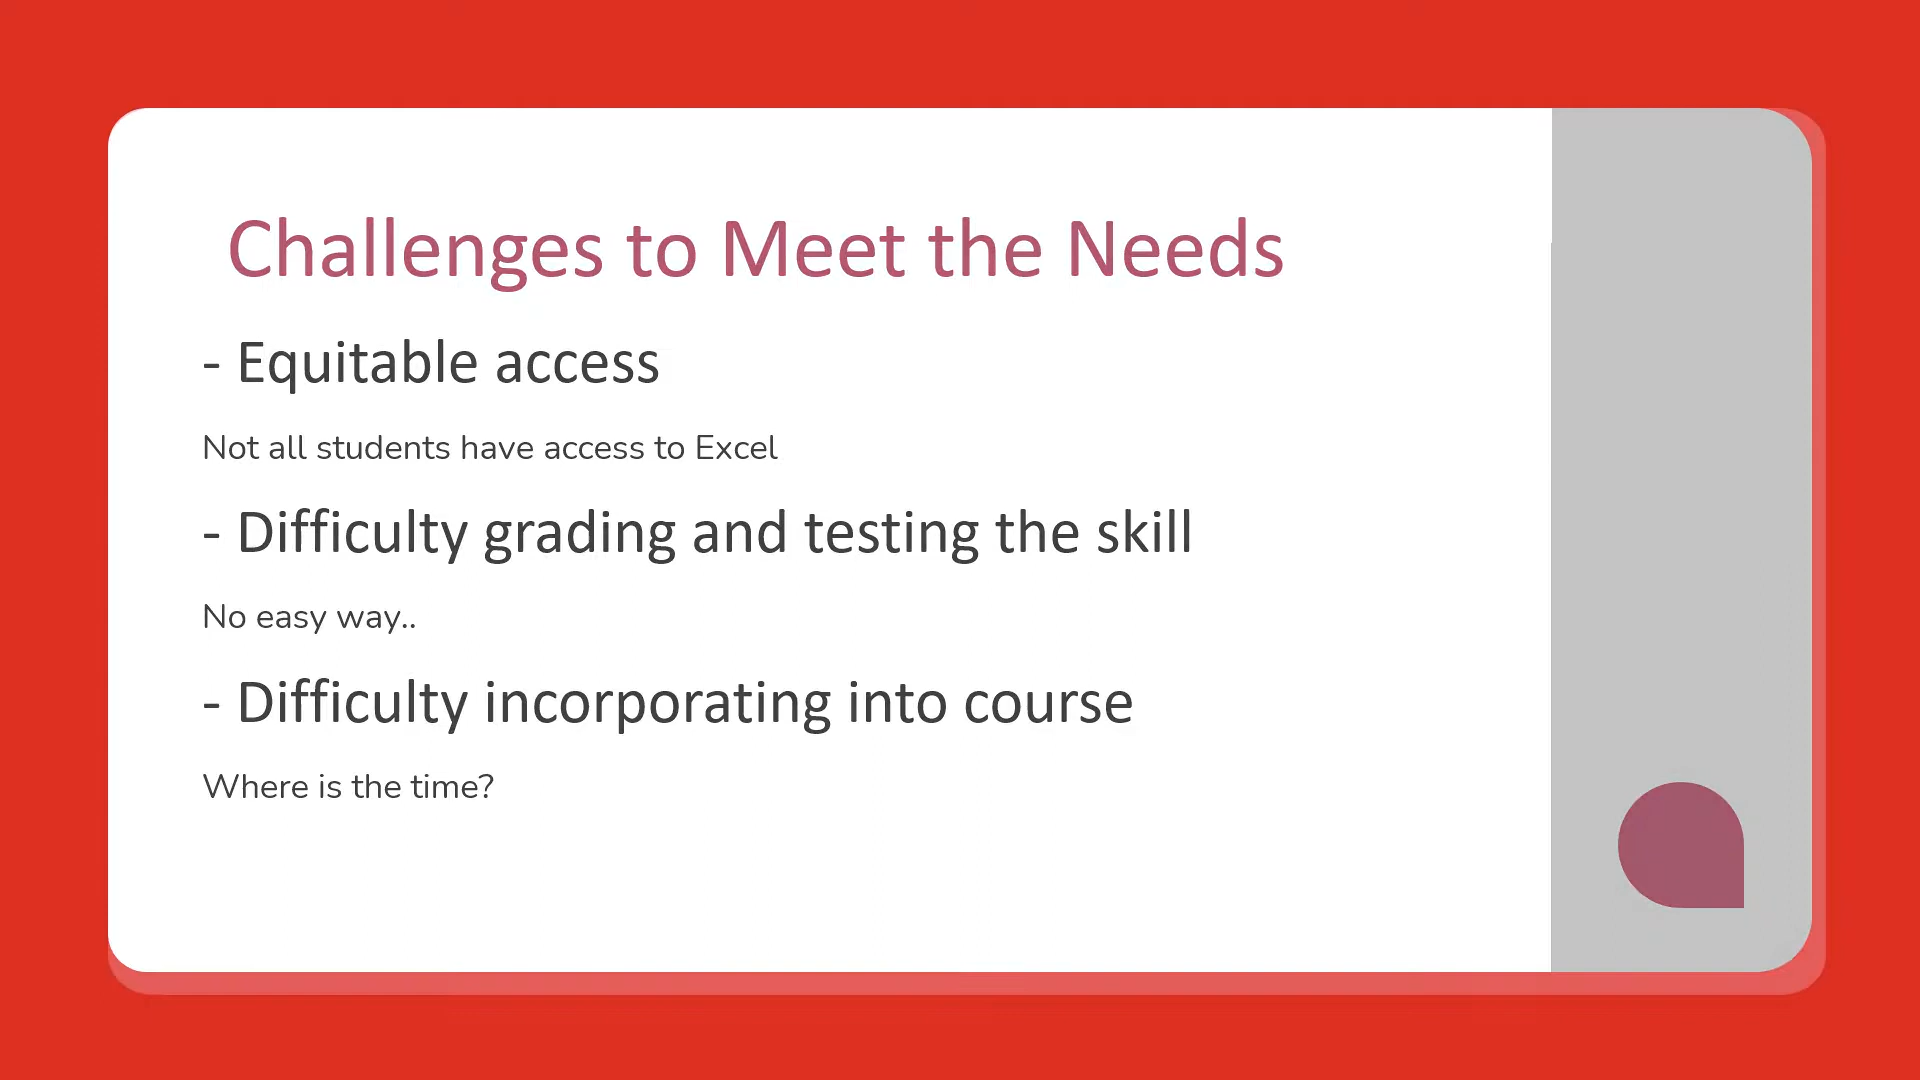 Challenges to Meet the Needs
- Equitable access
Not all students have access to Excel
- Difficulty grading and testing the skill
No easy way..
- Difficulty incorporating into course
Where is the time?